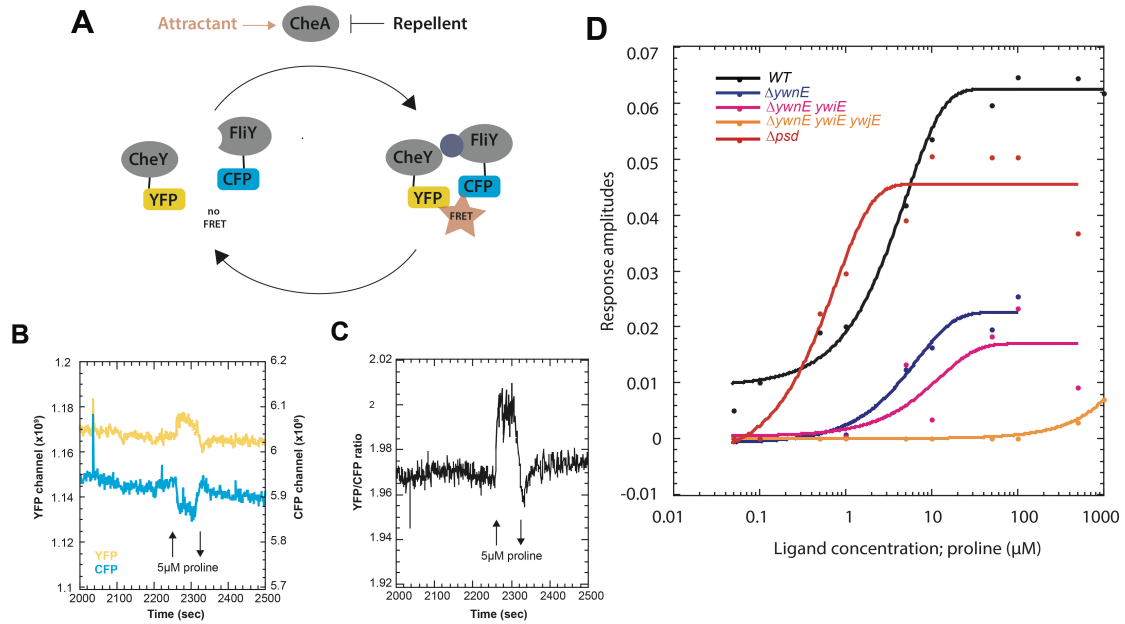 A
Attractant
CheA
Repellent
CheY
YFP
FliY
CFP
no
FRET
CheY
YFP
FliY
CFP
FRET
B
YFP channel (x10⁹)
1.2
1.18
1.16
1.14
1.12
1.1
6.2
6.1
6
5.9
5.8
5.7
CFP channel (x10⁸)
YFP
CFP
5μM proline
2000 2100 2200 2300 2400 2500
Time (sec)
C
YFP/CFP ratio
2.02
2
1.98
1.96
1.94
1.92
5μM proline
2000 2100 2200 2300 2400 2500
Time (sec)
D
Response amplitudes
0.07
0.06
0.05
0.04
0.03
0.02
0.01
0
-0.01
WT
ΔywnE
ΔywnE ywiE
ΔywnE ywiE ywjE
Δpsd
0.01 0.1 1 10 100 1000
Ligand concentration; proline (μM)